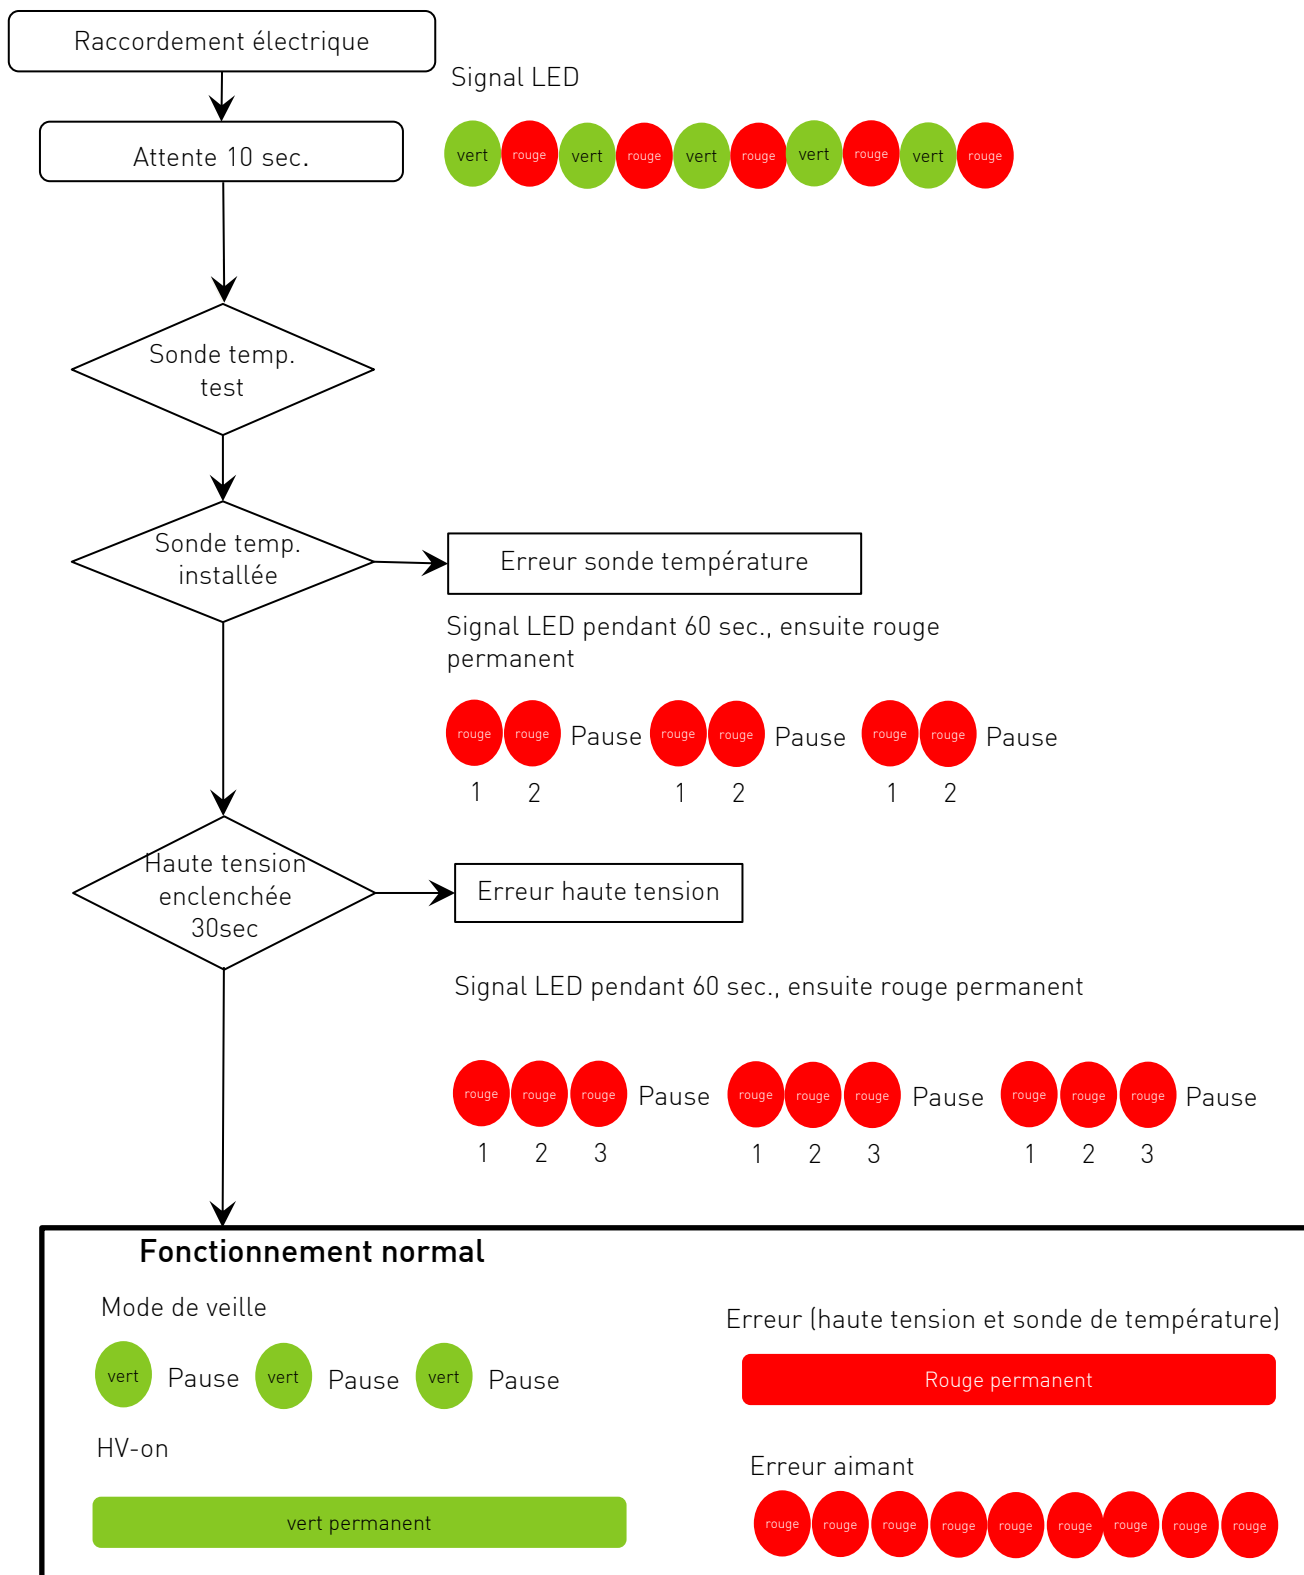 Raccordement électrique
Signal LED
Attente 10 sec.
vert rouge vert rouge vert rouge vert rouge vert rouge
Sonde temp.
test
Sonde temp.
installée
Erreur sonde température
Signal LED pendant 60 sec., ensuite rouge
permanent
rouge rouge Pause rouge rouge Pause rouge rouge Pause
1 2 1 2 1 2
Haute tension
enclenchée
30sec
Erreur haute tension
Signal LED pendant 60 sec., ensuite rouge permanent
rouge rouge rouge Pause rouge rouge rouge Pause rouge rouge rouge Pause
1 2 3 1 2 3 1 2 3
Fonctionnement normal
Mode de veille
vert Pause vert Pause vert Pause
HV-on
vert permanent
Erreur (haute tension et sonde de température)
Rouge permanent
Erreur aimant
rouge rouge rouge rouge rouge rouge rouge rouge rouge